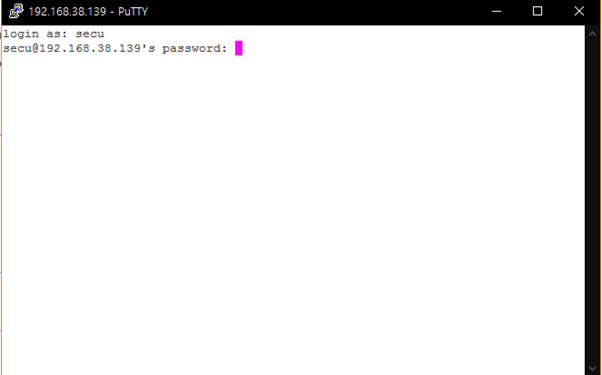 192.168.38.139 - PuTTY
login as: secu
secu@192.168.38.139's password: